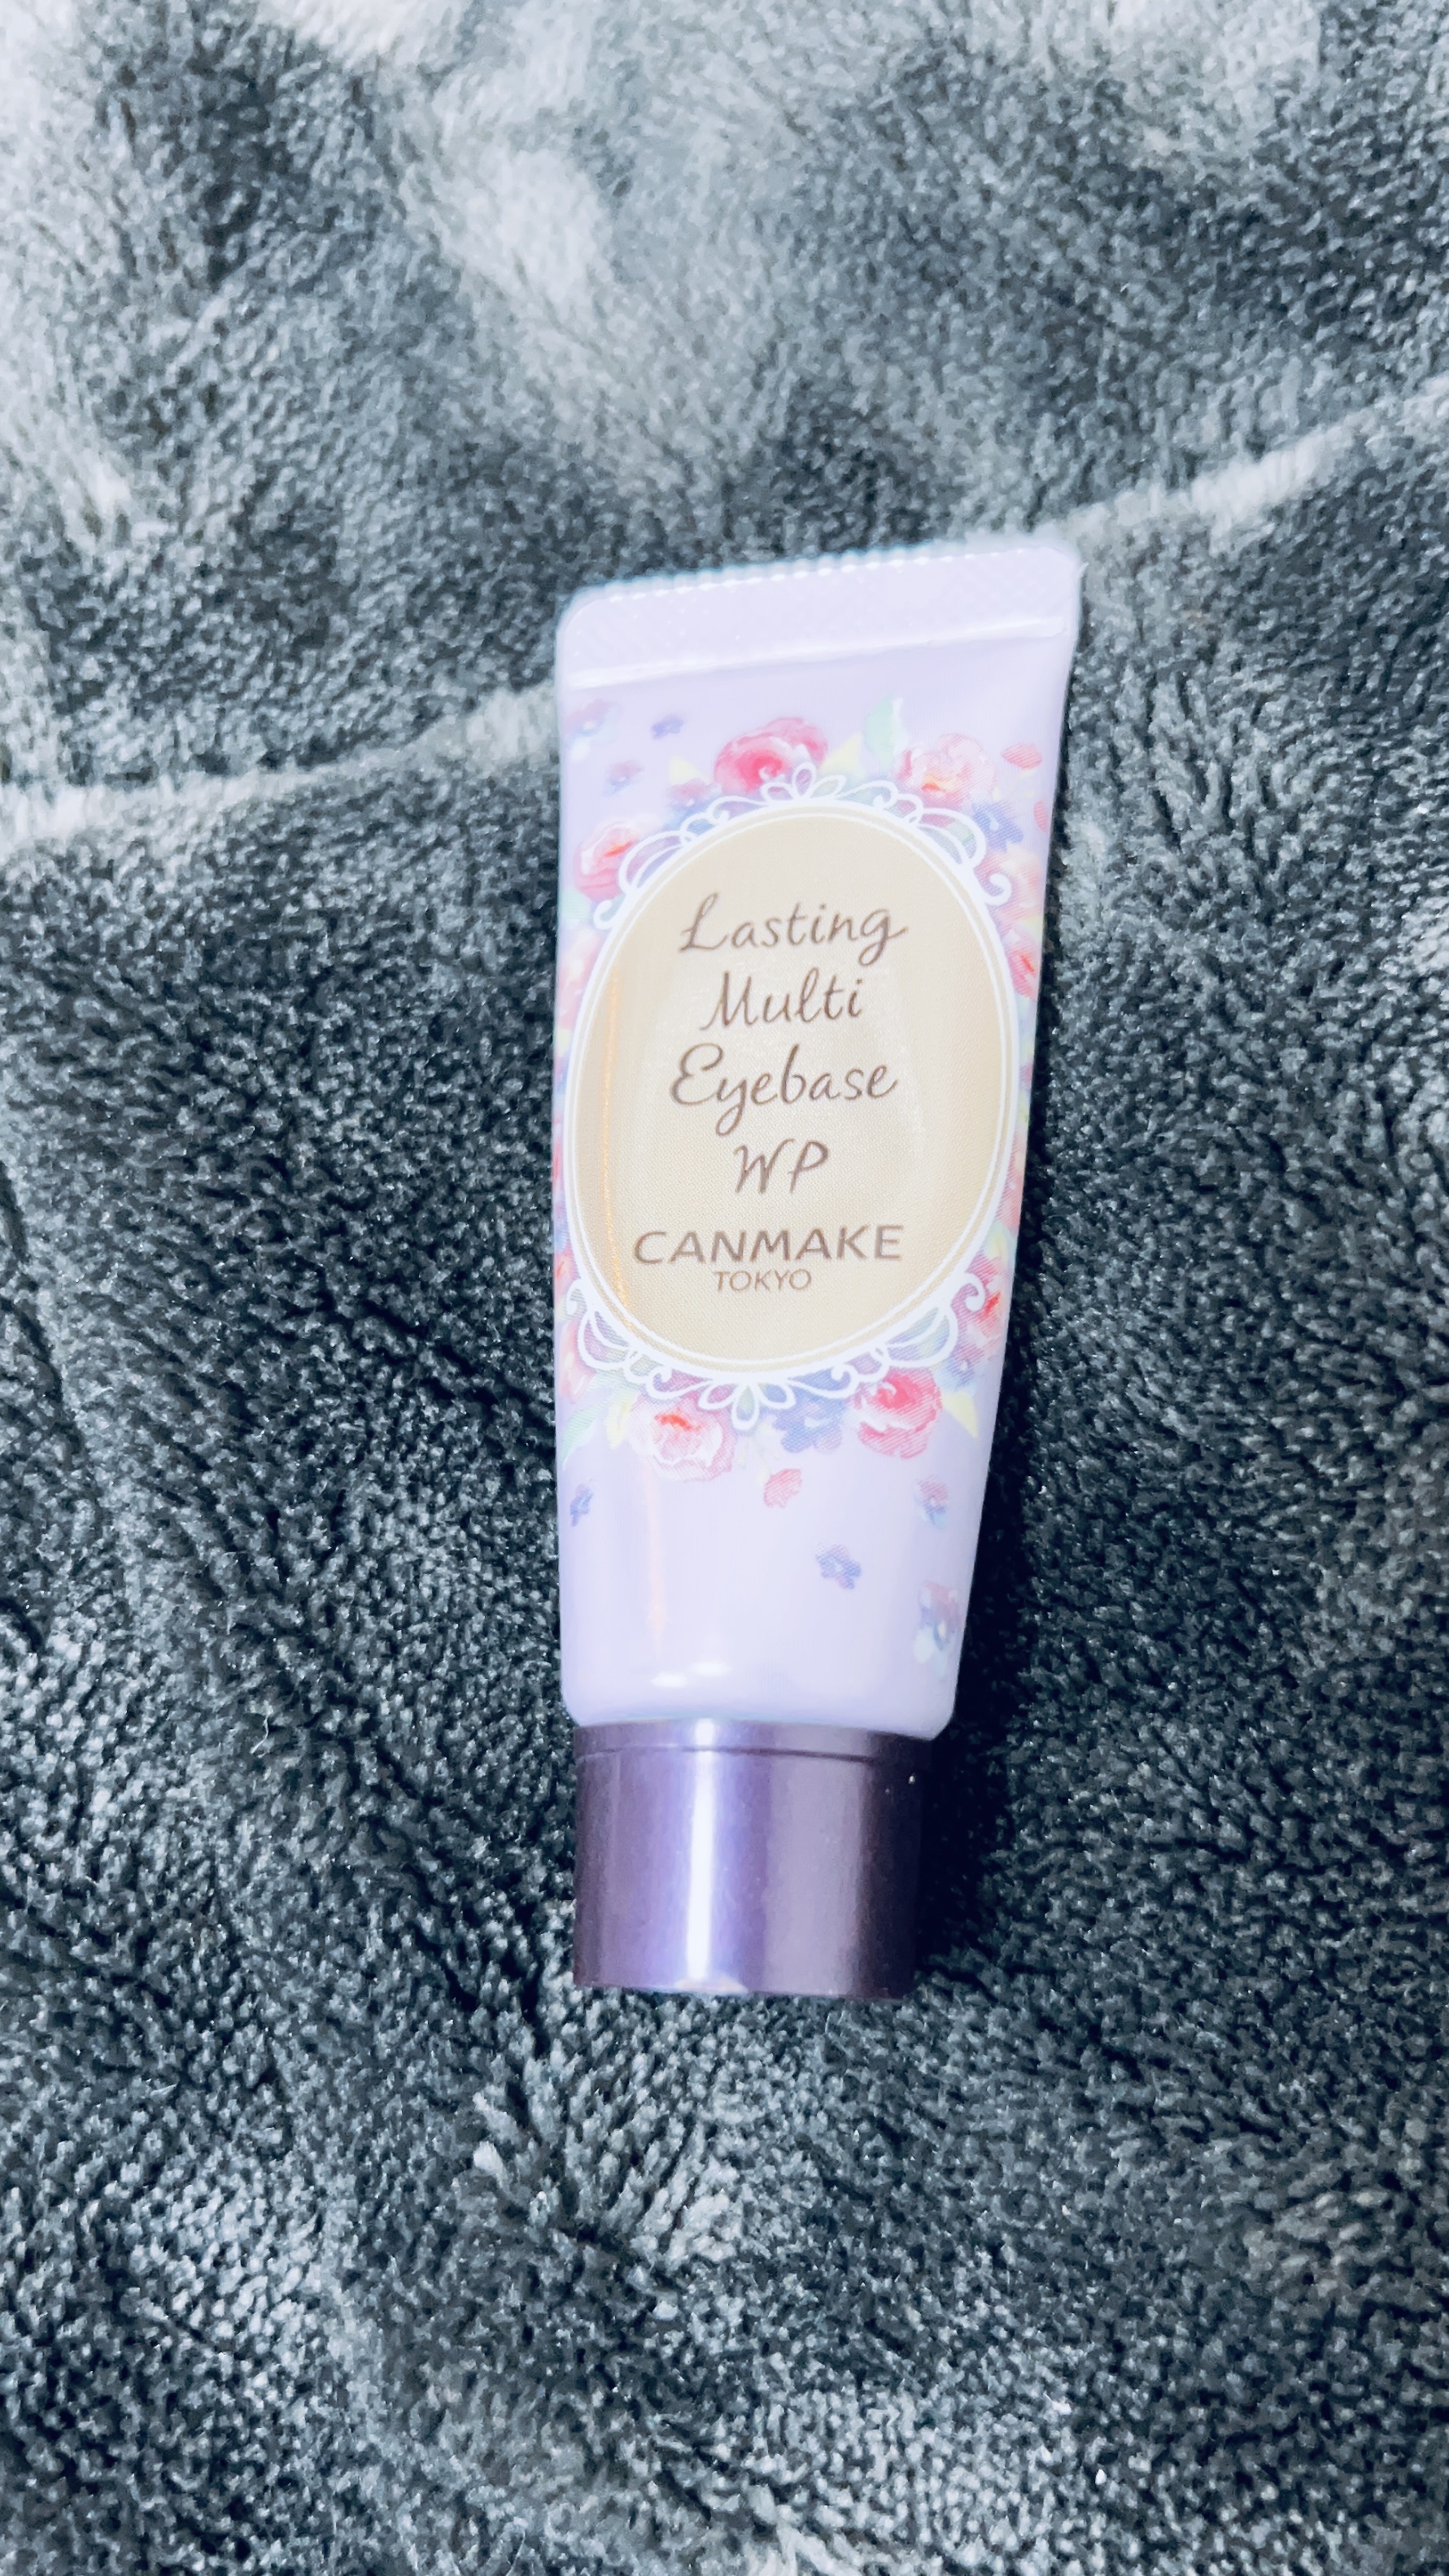 Lasting
Multi
Eyebase
WP
CANMAKE
TOKYO